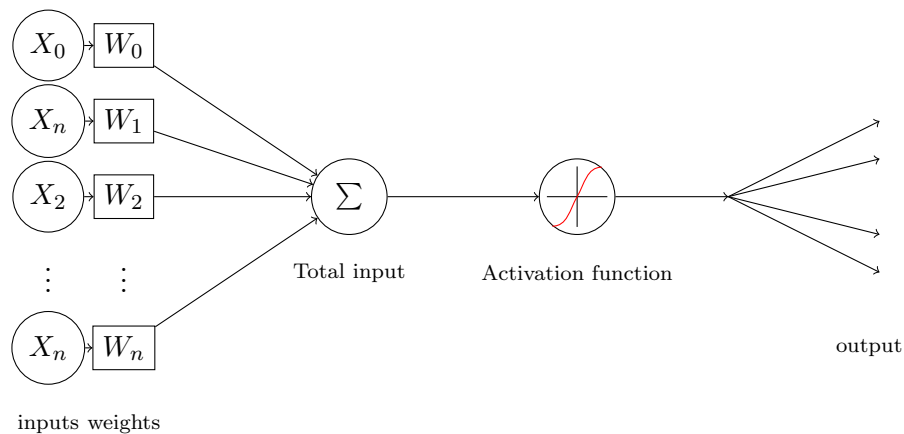 X₀ W₀
Xₙ W₁
X₂ W₂ Σ
Total input Activation function
⋮ ⋮
Xₙ Wₙ output
inputs weights